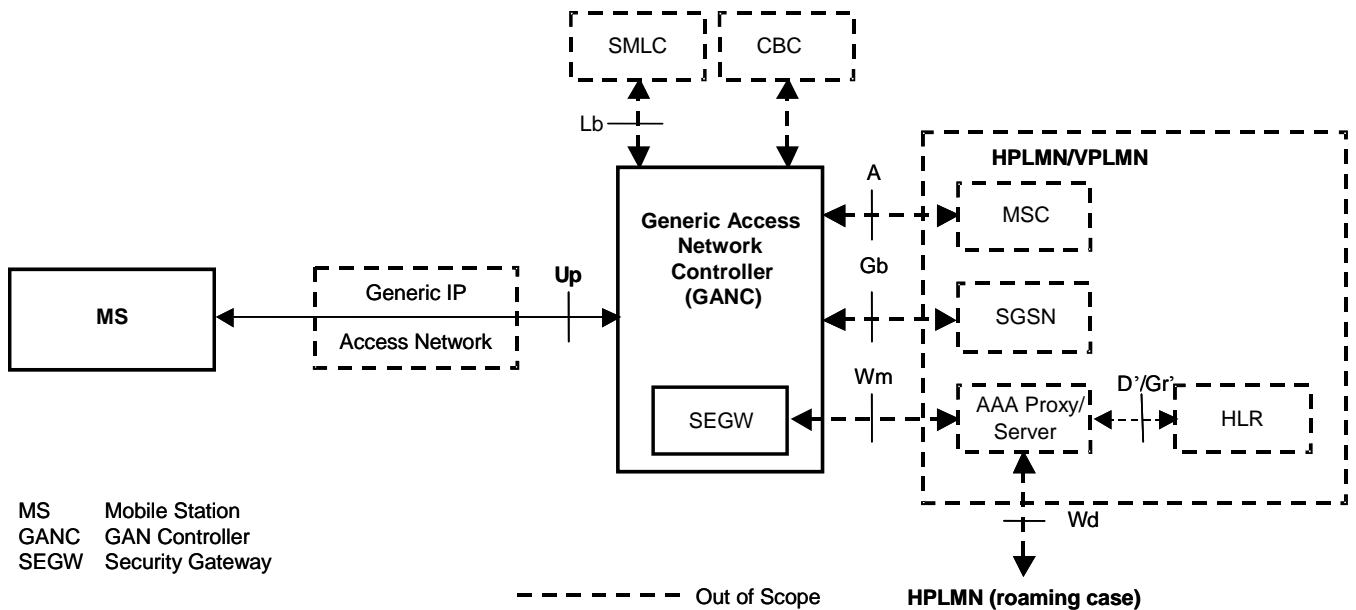 SMLC
CBC
Lb
HPLMN/VPLMN
A
MSC
Generic Access
Network
Controller
(GANC)
Gb
Up
Generic IP
Access Network
MS
SGSN
Wm
D’/Gr’
SEGW
AAA Proxy/
Server
HLR
MS Mobile Station
GANC GAN Controller
SEGW Security Gateway
Wd
Out of Scope
HPLMN (roaming case)